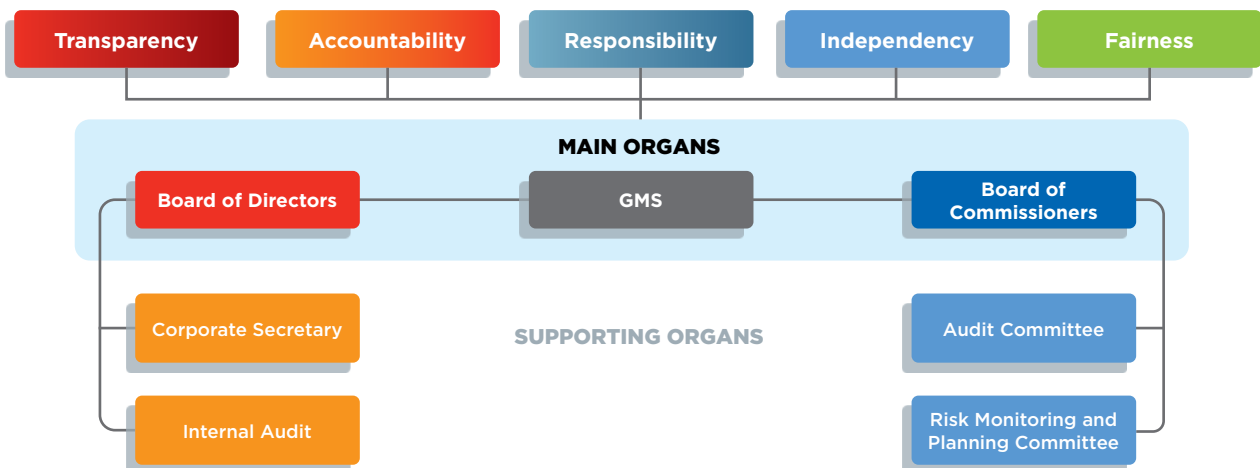 Transparency
Accountability
Responsibility
Independency
Fairness
MAIN ORGANS
Board of Directors
GMS
Board of
Commissioners
Corporate Secretary
SUPPORTING ORGANS
Audit Committee
Internal Audit
Risk Monitoring and
Planning Committee